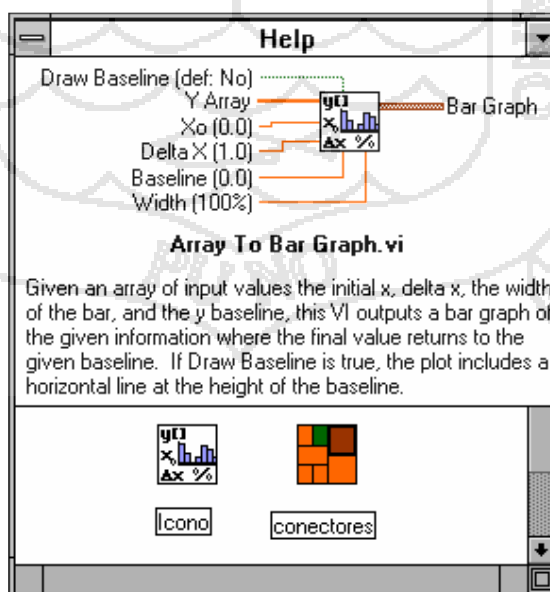 Help
Draw Baseline (def: No)
Y Array
Xo (0.0)
Delta X (1.0)
Baseline (0.0)
Width (100%)
y[]
X₀
Δx %
Bar Graph
Array To Bar Graph.vi
Given an array of input values the initial x, delta x, the width
of the bar, and the y baseline, this VI outputs a bar graph of
the given information where the final value returns to the
given baseline. If Draw Baseline is true, the plot includes a
horizontal line at the height of the baseline.
y[]
X₀
Δx %
Icono
conectores